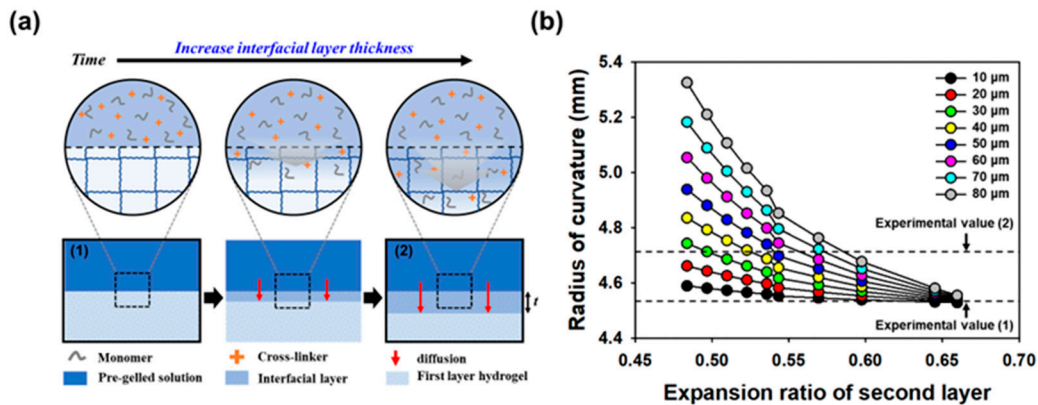 (a)
Increase interfacial layer thickness
Time
(1)
(2)
t
Monomer
Cross-linker
diffusion
Pre-gelled solution
Interfacial layer
First layer hydrogel
(b)
Radius of curvature (mm)
5.4
5.2
5.0
4.8
4.6
4.4
10 µm
20 µm
30 µm
40 µm
50 µm
60 µm
70 µm
80 µm
Experimental value (2)
Experimental value (1)
0.45 0.50 0.55 0.60 0.65 0.70
Expansion ratio of second layer